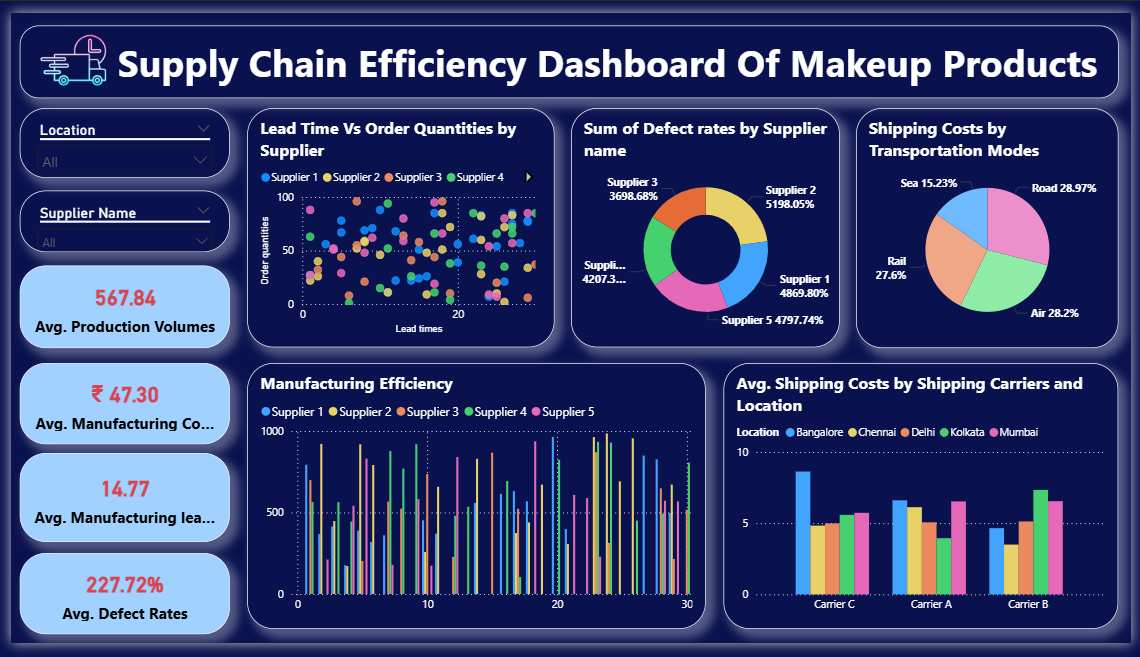 Supply Chain Efficiency Dashboard Of Makeup Products
Location
All
Supplier Name
All
567.84
Avg. Production Volumes
₹ 47.30
Avg. Manufacturing Co...
14.77
Avg. Manufacturing lea...
227.72%
Avg. Defect Rates
Lead Time Vs Order Quantities by
Supplier
Supplier 1 Supplier 2 Supplier 3 Supplier 4
Order quantities
100
50
0
0 20
Lead times
Sum of Defect rates by Supplier
name
Supplier 3
3698.68%
Supplier 2
5198.05%
Suppli...
4207.3...
Supplier 1
4869.80%
Supplier 5 4797.74%
Shipping Costs by
Transportation Modes
Sea 15.23%
Road 28.97%
Rail
27.6%
Air 28.2%
Manufacturing Efficiency
Supplier 1 Supplier 2 Supplier 3 Supplier 4 Supplier 5
1000
500
0
0 10 20 30
Avg. Shipping Costs by Shipping Carriers and
Location
Location Bangalore Chennai Delhi Kolkata Mumbai
10
5
0
Carrier C Carrier A Carrier B